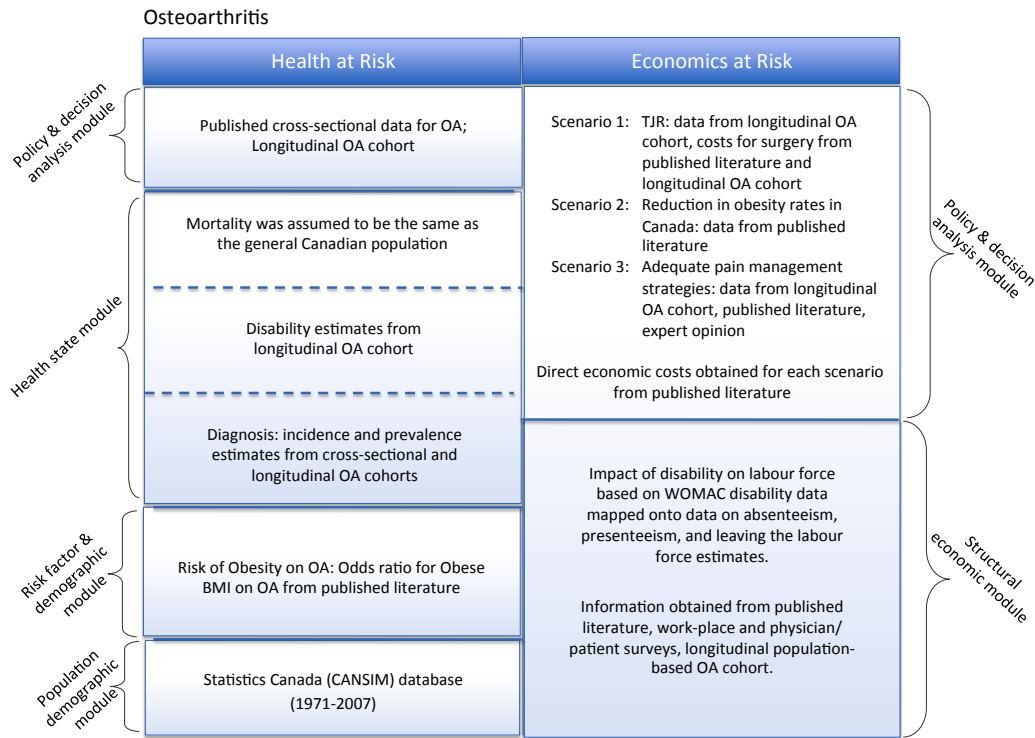 Osteoarthritis
Health at Risk
Economics at Risk
Policy & decision
analysis module
Published cross-sectional data for OA;
Longitudinal OA cohort
Health state module
Mortality was assumed to be the same as
the general Canadian population
Disability estimates from
longitudinal OA cohort
Diagnosis: incidence and prevalence
estimates from cross-sectional and
longitudinal OA cohorts
Risk factor &
demographic
module
Risk of Obesity on OA: Odds ratio for Obese
BMI on OA from published literature
Population
demographic
module
Statistics Canada (CANSIM) database
(1971-2007)
Scenario 1: TJR: data from longitudinal OA
cohort, costs for surgery from
published literature and
longitudinal OA cohort
Scenario 2: Reduction in obesity rates in
Canada: data from published
literature
Scenario 3: Adequate pain management
strategies: data from longitudinal
OA cohort, published literature,
expert opinion
Direct economic costs obtained for each scenario
from published literature
Policy & decision
analysis module
Impact of disability on labour force
based on WOMAC disability data
mapped onto data on absenteeism,
presenteeism, and leaving the labour
force estimates.
Information obtained from published
literature, work-place and physician/
patient surveys, longitudinal population-
based OA cohort.
Structural
economic module